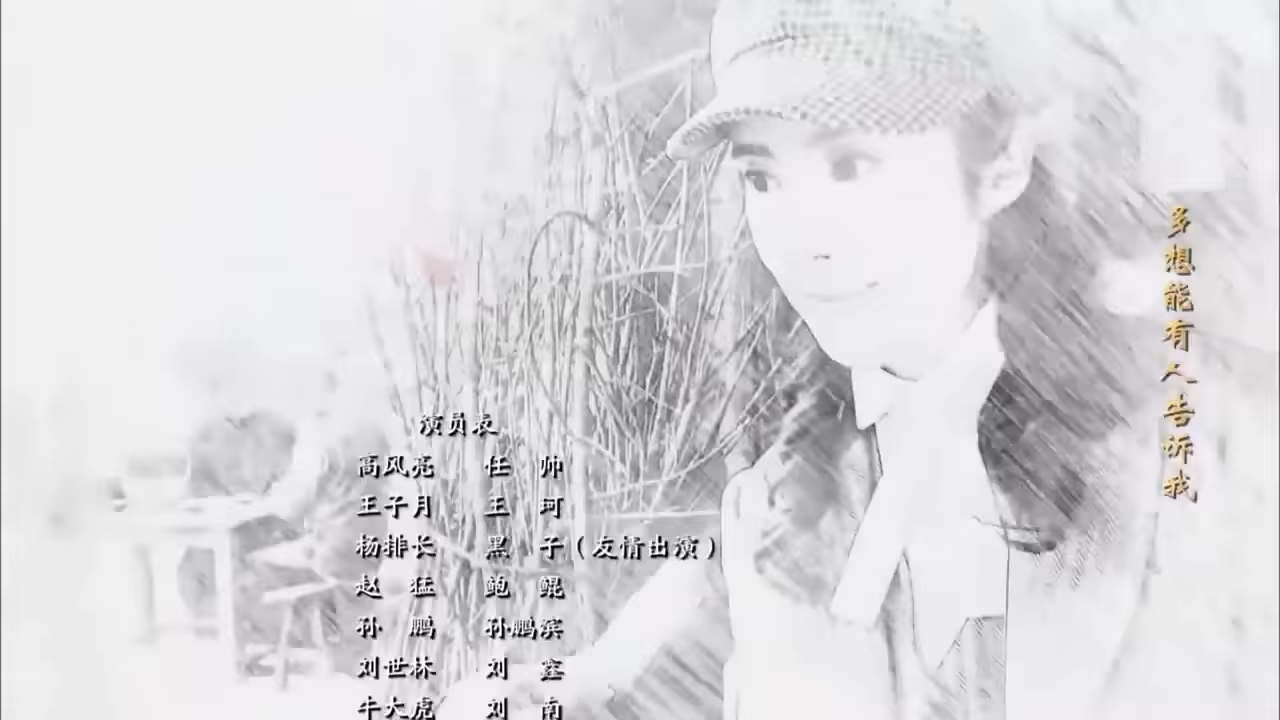 演员表
高风亮 任 帅
王子月 王 珂
杨排长 黑 子（友情出演）
赵 猛 鲍 鲲
孙 鹏 孙鹏滨
刘世林 刘 鑫
牛大虎 刘 南
多想能有人告诉我